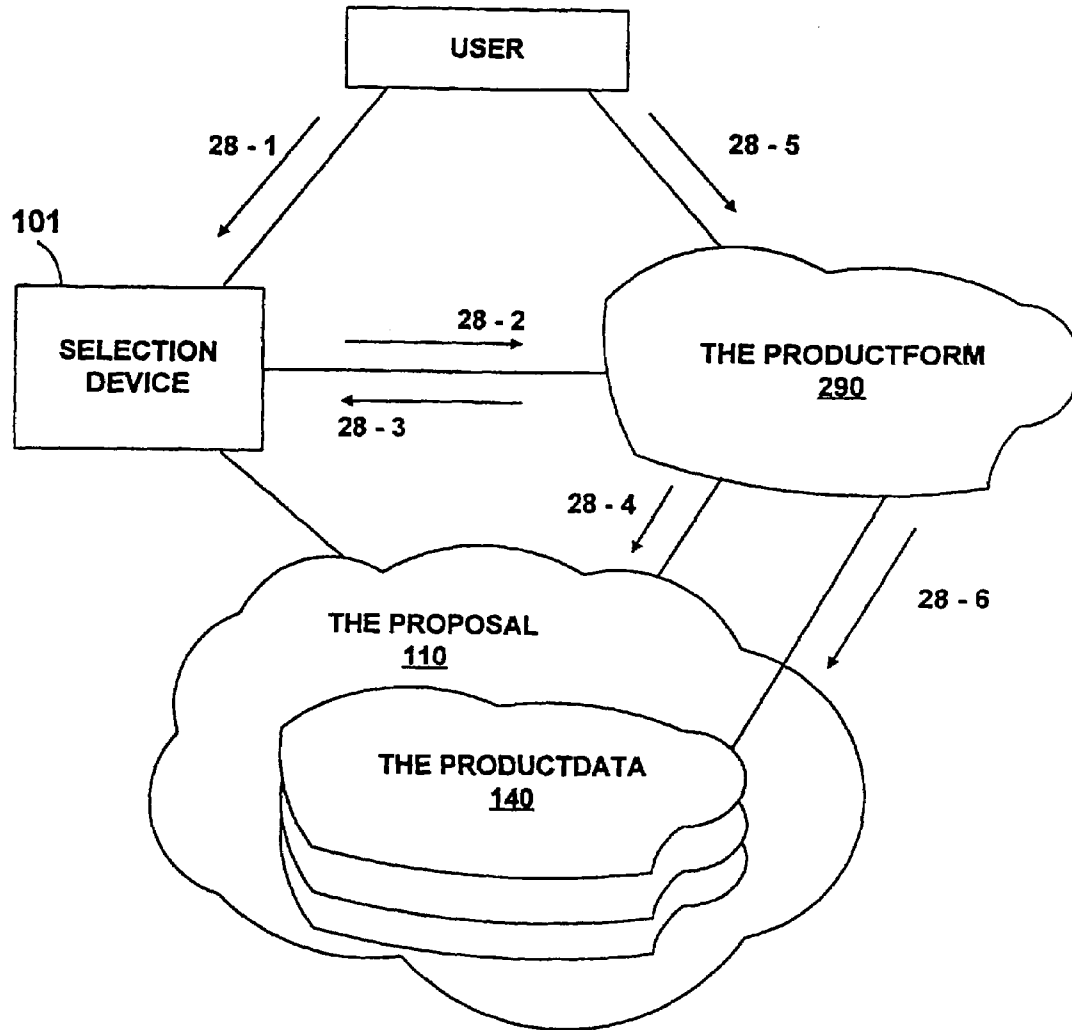 USER
28 - 1
28 - 5
101
28 - 2
SELECTION
DEVICE
THE PRODUCTFORM
290
28 - 3
28 - 4
28 - 6
THE PROPOSAL
110
THE PRODUCTDATA
140